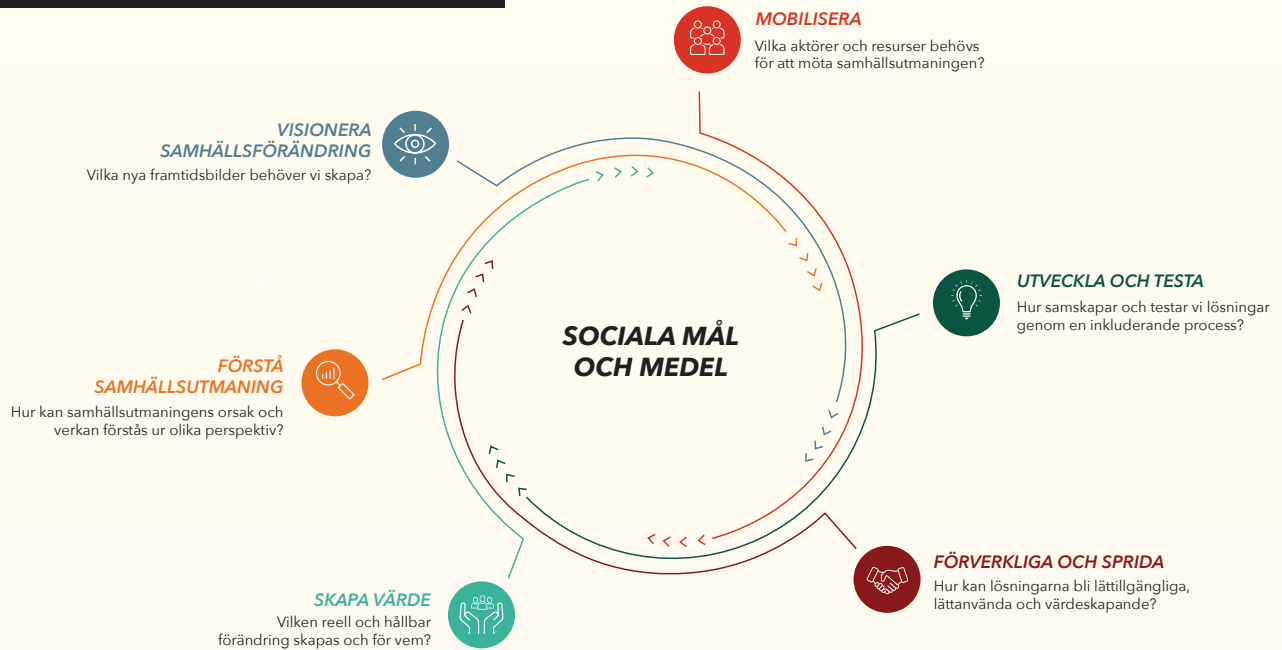 MOBILISERA
Vilka aktörer och resurser behövs
för att möta samhällsutmaningen?
VISIONERA
SAMHÄLLSFÖRÄNDRING
Vilka nya framtidsbilder behöver vi skapa?
UTVECKLA OCH TESTA
Hur samskapar och testar vi lösningar
genom en inkluderande process?
SOCIALA MÅL
OCH MEDEL
FÖRSTÅ
SAMHÄLLSUTMANING
Hur kan samhällsutmaningens orsak och
verkan förstås ur olika perspektiv?
FÖRVERKLIGA OCH SPRIDA
Hur kan lösningarna bli lättillgängliga,
lättanvända och värdeskapande?
SKAPA VÄRDE
Vilken reell och hållbar
förändring skapas och för vem?